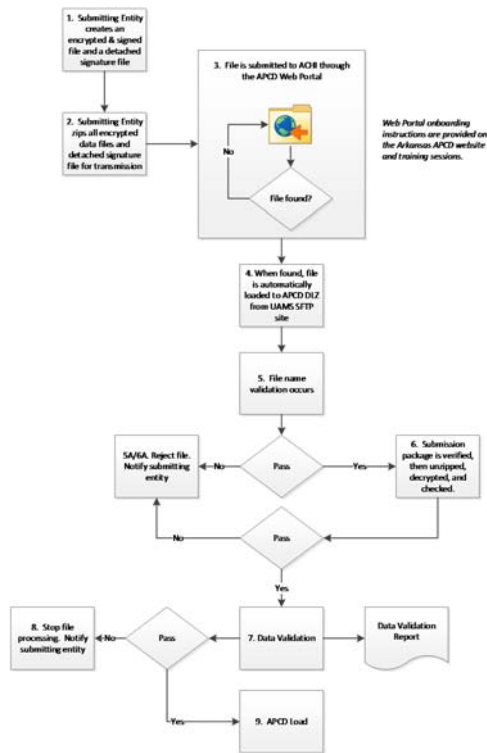 1. Submitting Entity
creates an
encrypted & signed
file and a detached
signature file
2. Submitting Entity
zips all encrypted
data files and
detached signature
file for transmission
3. File is submitted to ACHI through
the APCD Web Portal
No
File found?
Web Portal onboarding
instructions are provided on
the Arkansas APCD website
and training sessions.
4. When found, file
is automatically
loaded to APCD DLZ
from UAMS SFTP
site
5. File name
validation occurs
5A/6A. Reject file.
Notify submitting
entity
No
Pass
Yes
6. Submission
package is verified,
then unzipped,
decrypted, and
checked.
No
Pass
Yes
8. Stop file
processing. Notify
submitting entity
No
Pass
7. Data Validation
Data Validation
Report
Yes
9. APCD Load